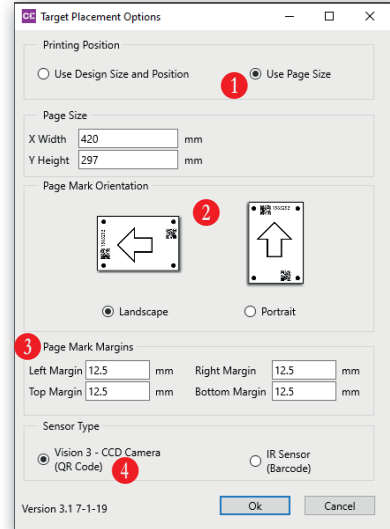 CE Target Placement Options
Printing Position
Use Design Size and Position Use Page Size
1
Page Size
X Width 420 mm
Y Height 297 mm
Page Mark Orientation
2
Landscape Portrait
3 Page Mark Margins
Left Margin 12.5 mm Right Margin 12.5 mm
Top Margin 12.5 mm Bottom Margin 12.5 mm
Sensor Type
Vision 3 - CCD Camera
(QR Code)
4
IR Sensor
(Barcode)
Version 3.1 7-1-19 Ok Cancel